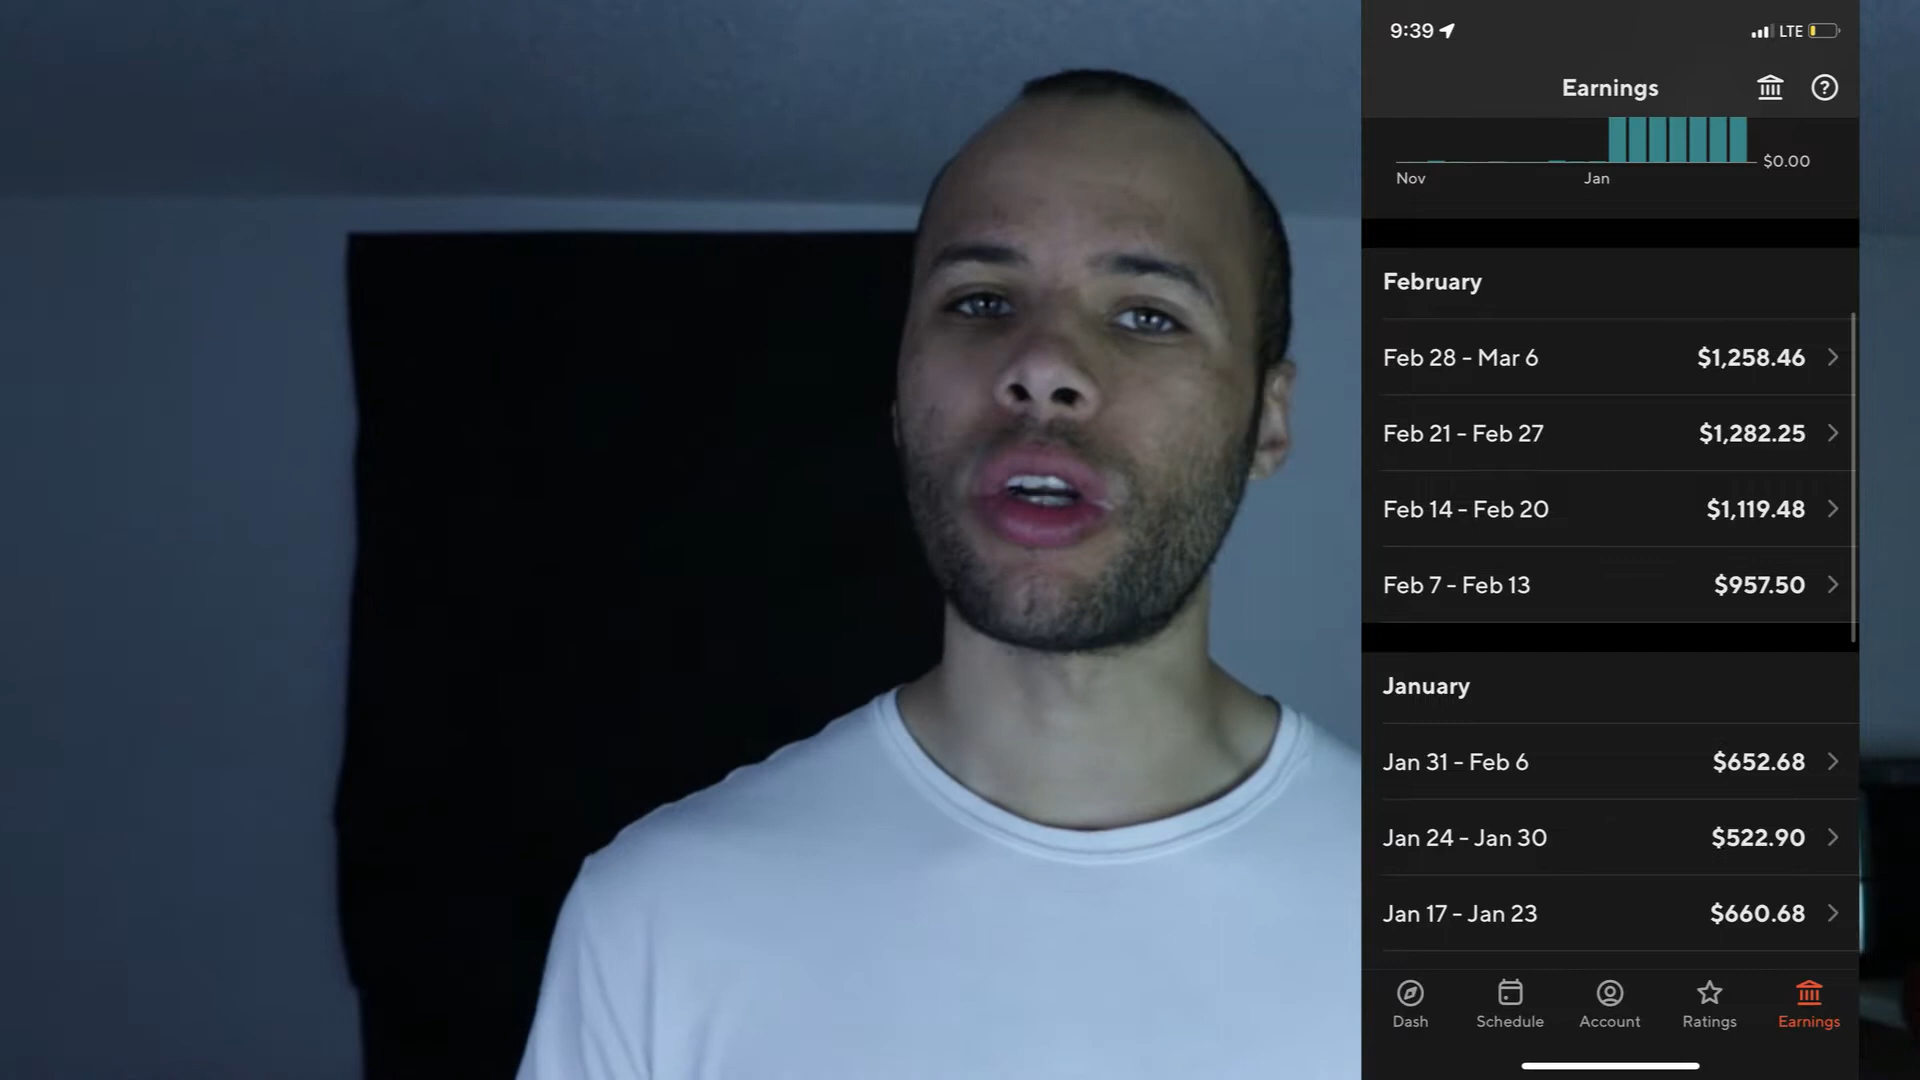 9:39
LTE
Earnings
$0.00
Nov
Jan
February
Feb 28 - Mar 6 $1,258.46
Feb 21 - Feb 27 $1,282.25
Feb 14 - Feb 20 $1,119.48
Feb 7 - Feb 13 $957.50
January
Jan 31 - Feb 6 $652.68
Jan 24 - Jan 30 $522.90
Jan 17 - Jan 23 $660.68
Dash Schedule Account Ratings Earnings